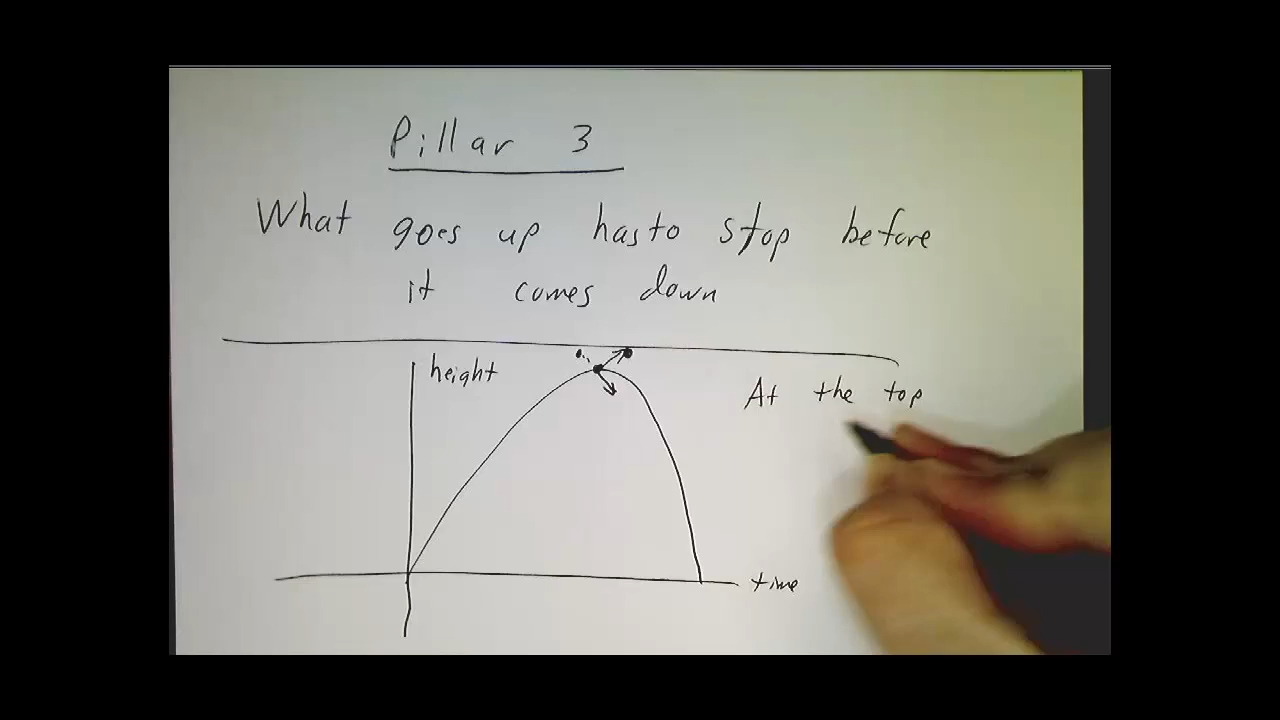 Pillar 3
What goes up has to stop before
it comes down
height
At the top
time